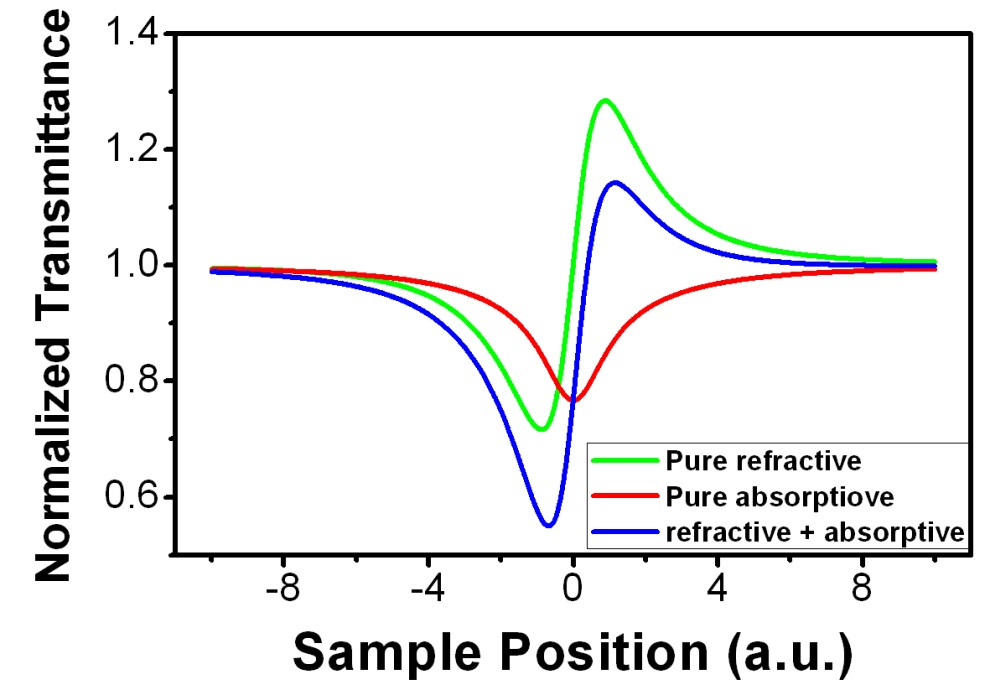 Normalized Transmittance
1.4
1.2
1.0
0.8
0.6
Pure refractive
Pure absorptiove
refractive + absorptive
-8 -4 0 4 8
Sample Position (a.u.)